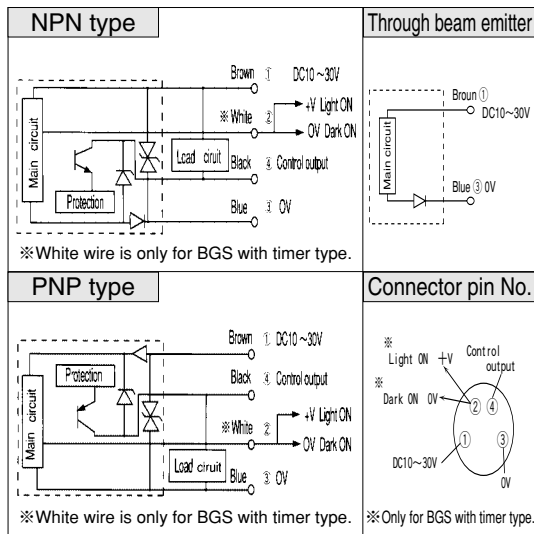 NPN type
Brown ① DC10~30V
※White ②
+V Light ON
0V Dark ON
Main circuit
Load ciruit
Black ④ Control output
Protection
Blue ③ 0V
※White wire is only for BGS with timer type.
Through beam emitter
Broun ①
DC10~30V
Main circuit
Blue ③ 0V
PNP type
Brown ① DC10~30V
Protection
Black ④ Control output
Main circuit
※White ②
+V Light ON
0V Dark ON
Load ciruit
Blue ③ 0V
※White wire is only for BGS with timer type.
Connector pin No.
※
Light ON +V
Control
output
※
Dark ON 0V
② ④
① ③
DC10~30V
0V
※Only for BGS with timer type.